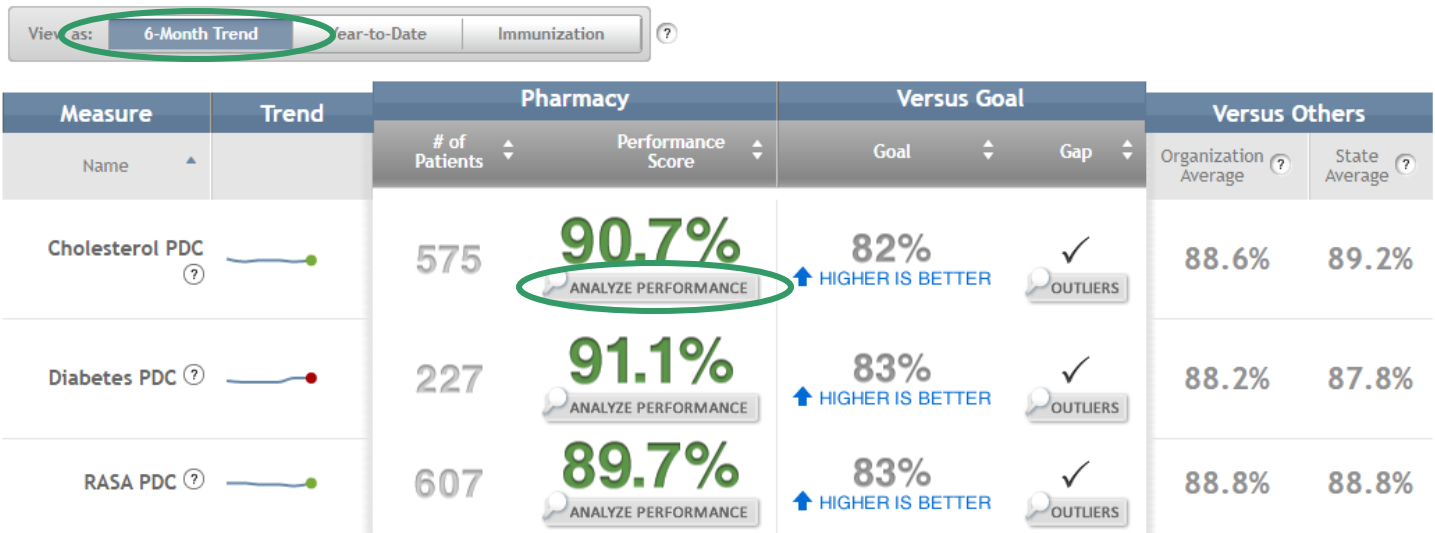 View as: 6-Month Trend Year-to-Date Immunization ?
Measure Trend Pharmacy Versus Goal Versus Others
Name # of Patients Performance Score Goal Gap Organization Average ? State Average ?
Cholesterol PDC ? 575 90.7% 82% ✓ 88.6% 89.2%
ANALYZE PERFORMANCE HIGHER IS BETTER OUTLIERS
Diabetes PDC ? 227 91.1% 83% ✓ 88.2% 87.8%
ANALYZE PERFORMANCE HIGHER IS BETTER OUTLIERS
RASA PDC ? 607 89.7% 83% ✓ 88.8% 88.8%
ANALYZE PERFORMANCE HIGHER IS BETTER OUTLIERS